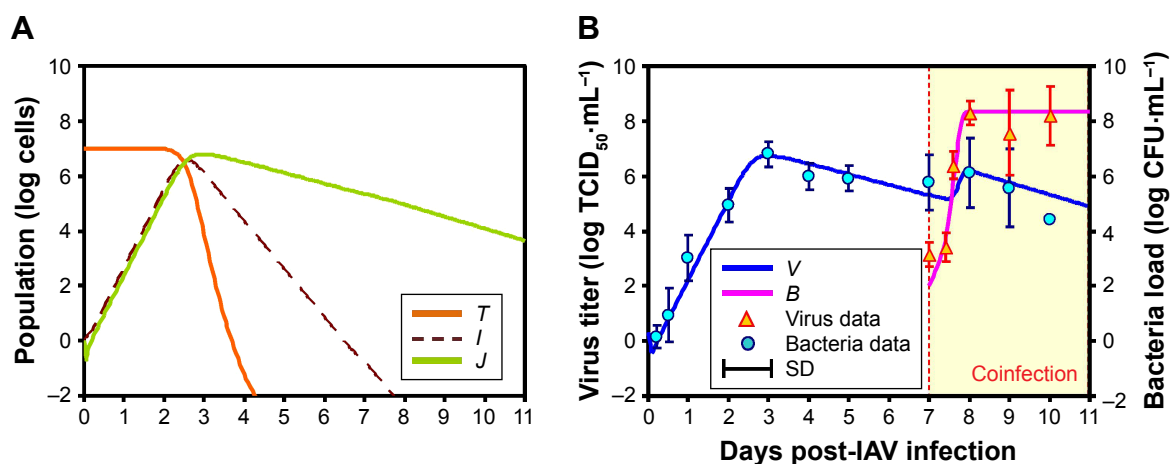 A
Population (log cells)
10
8
6
4
2
0
–2
T
I
J
0 1 2 3 4 5 6 7 8 9 10 11
B
Virus titer (log TCID50·mL–1)
10
8
6
4
2
0
–2
V
B
Virus data
Bacteria data
SD
Coinfection
10
8
6
4
2
0
–2
Bacteria load (log CFU·mL–1)
0 1 2 3 4 5 6 7 8 9 10 11
Days post-IAV infection